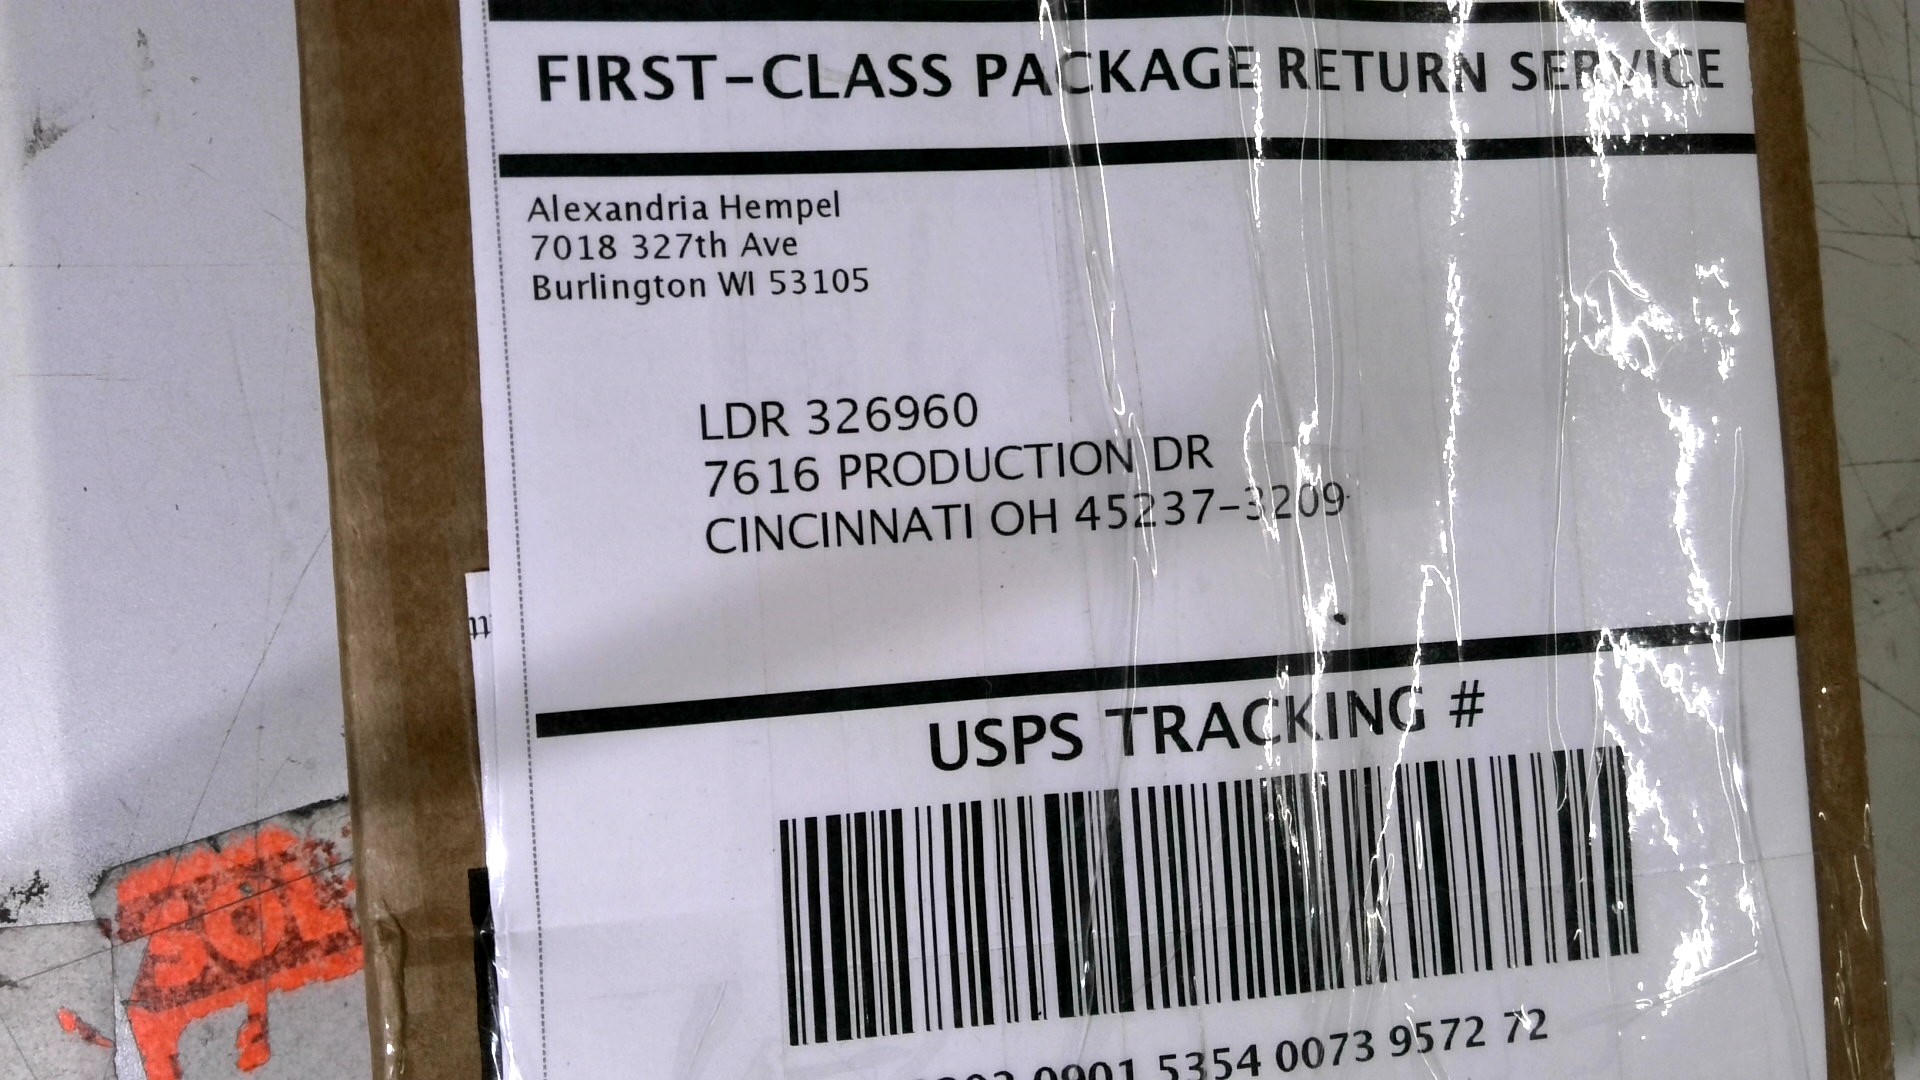 FIRST-CLASS PACKAGE RETURN SERVICE
Alexandria Hempel
7018 327th Ave
Burlington WI 53105
LDR 326960
7616 PRODUCTION DR
CINCINNATI OH 45237-3209
USPS TRACKING #
0901 5354 0073 9572 72